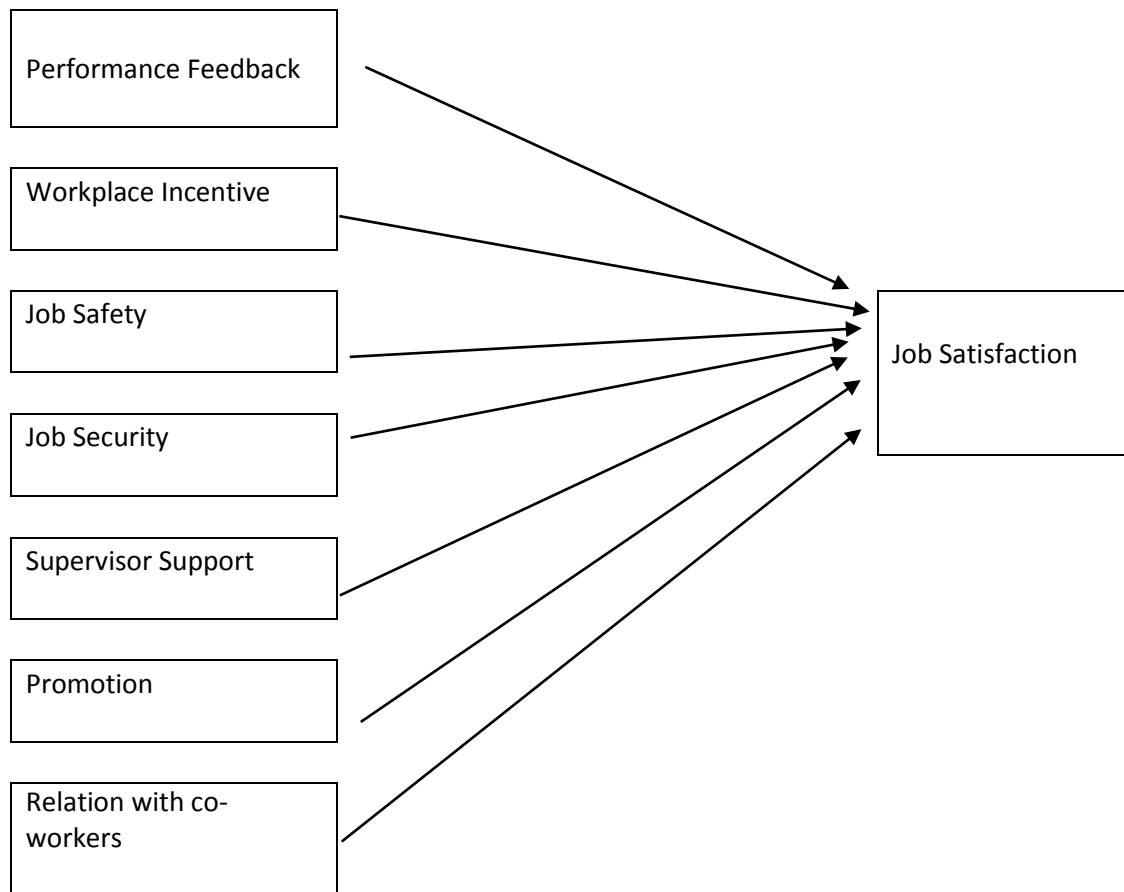 Performance Feedback
Workplace Incentive
Job Safety
Job Security
Supervisor Support
Promotion
Relation with co-
workers
Job Satisfaction